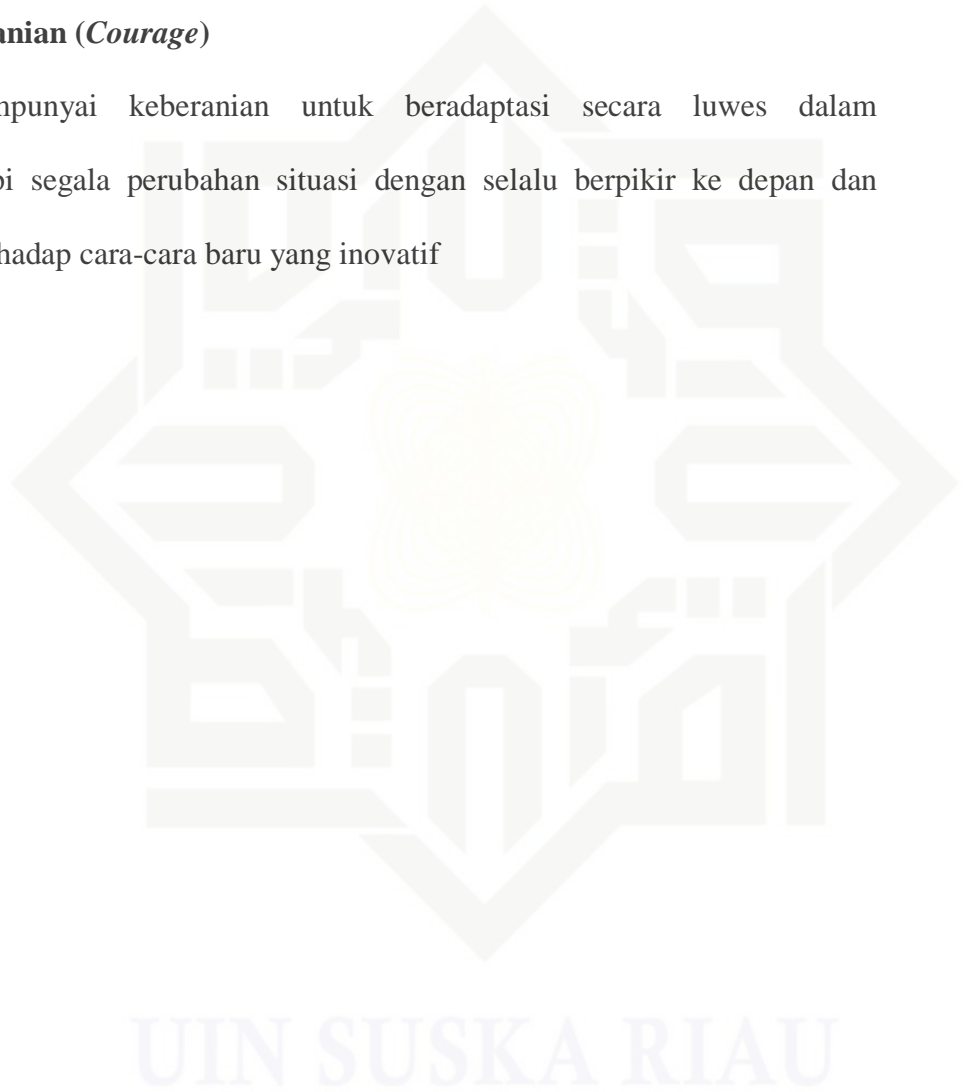 anian (Courage)
npunyai keberanian untuk beradaptasi secara luwes dalam
pi segala perubahan situasi dengan selalu berpikir ke depan dan
hadap cara-cara baru yang inovatif
UIN SUSKA RIAU